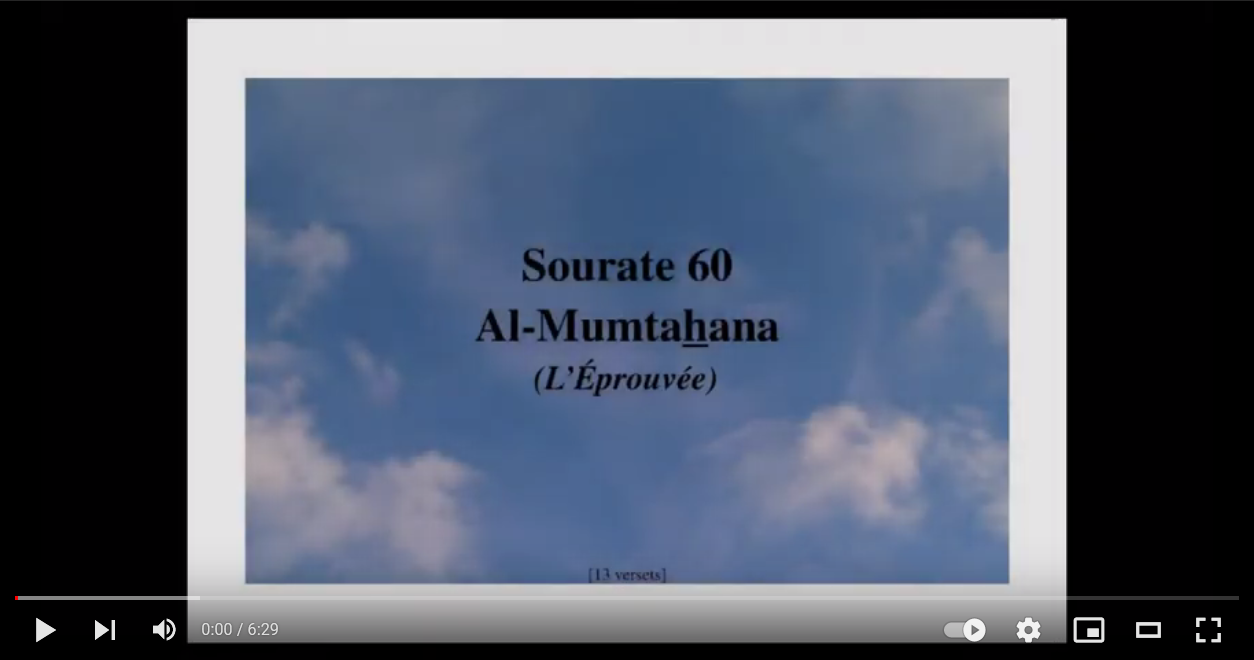 Sourate 60
Al-Mumtahana
(L'Éprouvée)
[13 versets]
0:00 / 6:29